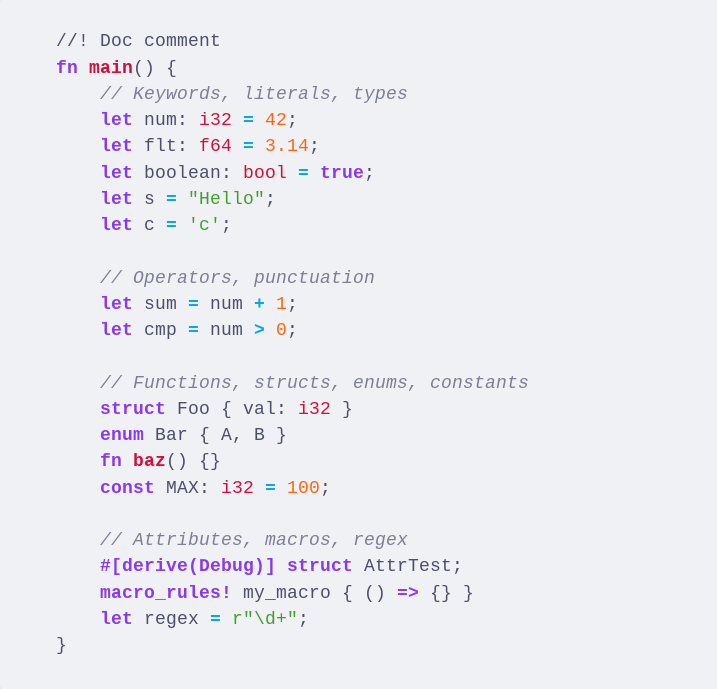 //! Doc comment
fn main() {
    // Keywords, literals, types
    let num: i32 = 42;
    let flt: f64 = 3.14;
    let boolean: bool = true;
    let s = "Hello";
    let c = 'c';

    // Operators, punctuation
    let sum = num + 1;
    let cmp = num > 0;

    // Functions, structs, enums, constants
    struct Foo { val: i32 }
    enum Bar { A, B }
    fn baz() {}
    const MAX: i32 = 100;

    // Attributes, macros, regex
    #[derive(Debug)] struct AttrTest;
    macro_rules! my_macro { () => {} }
    let regex = r"\d+";
}